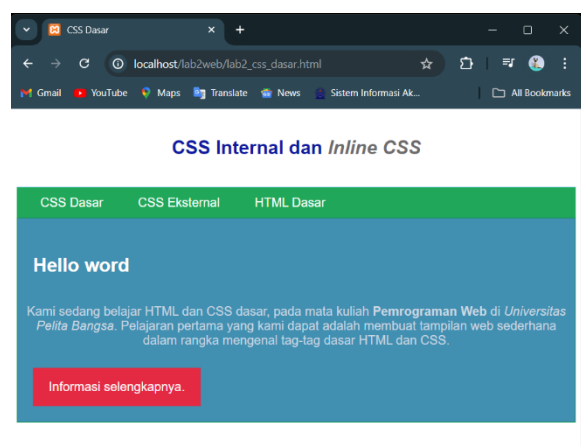 CSS Dasar
localhost/lab2web/lab2_css_dasar.html
Gmail YouTube Maps Translate News Sistem Informasi Ak... All Bookmarks
CSS Internal dan Inline CSS
CSS Dasar CSS Eksternal HTML Dasar
Hello word
Kami sedang belajar HTML dan CSS dasar, pada mata kuliah Pemrograman Web di Universitas
Pelita Bangsa. Pelajaran pertama yang kami dapat adalah membuat tampilan web sederhana
dalam rangka mengenal tag-tag dasar HTML dan CSS.
Informasi selengkapnya.